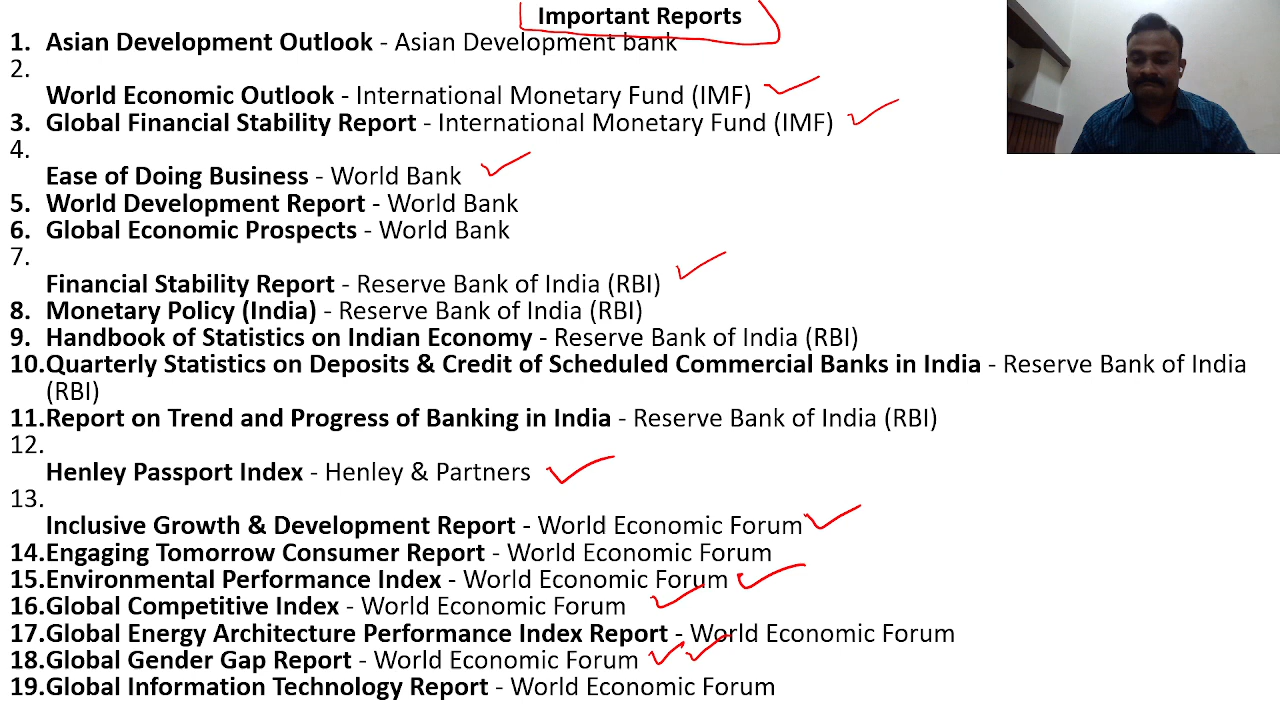 Important Reports
1. Asian Development Outlook - Asian Development bank
2.
World Economic Outlook - International Monetary Fund (IMF)
3. Global Financial Stability Report - International Monetary Fund (IMF)
4.
Ease of Doing Business - World Bank
5. World Development Report - World Bank
6. Global Economic Prospects - World Bank
7.
Financial Stability Report - Reserve Bank of India (RBI)
8. Monetary Policy (India) - Reserve Bank of India (RBI)
9. Handbook of Statistics on Indian Economy - Reserve Bank of India (RBI)
10.Quarterly Statistics on Deposits & Credit of Scheduled Commercial Banks in India - Reserve Bank of India
(RBI)
11.Report on Trend and Progress of Banking in India - Reserve Bank of India (RBI)
12.
Henley Passport Index - Henley & Partners
13.
Inclusive Growth & Development Report - World Economic Forum
14.Engaging Tomorrow Consumer Report - World Economic Forum
15.Environmental Performance Index - World Economic Forum
16.Global Competitive Index - World Economic Forum
17.Global Energy Architecture Performance Index Report - World Economic Forum
18.Global Gender Gap Report - World Economic Forum
19.Global Information Technology Report - World Economic Forum